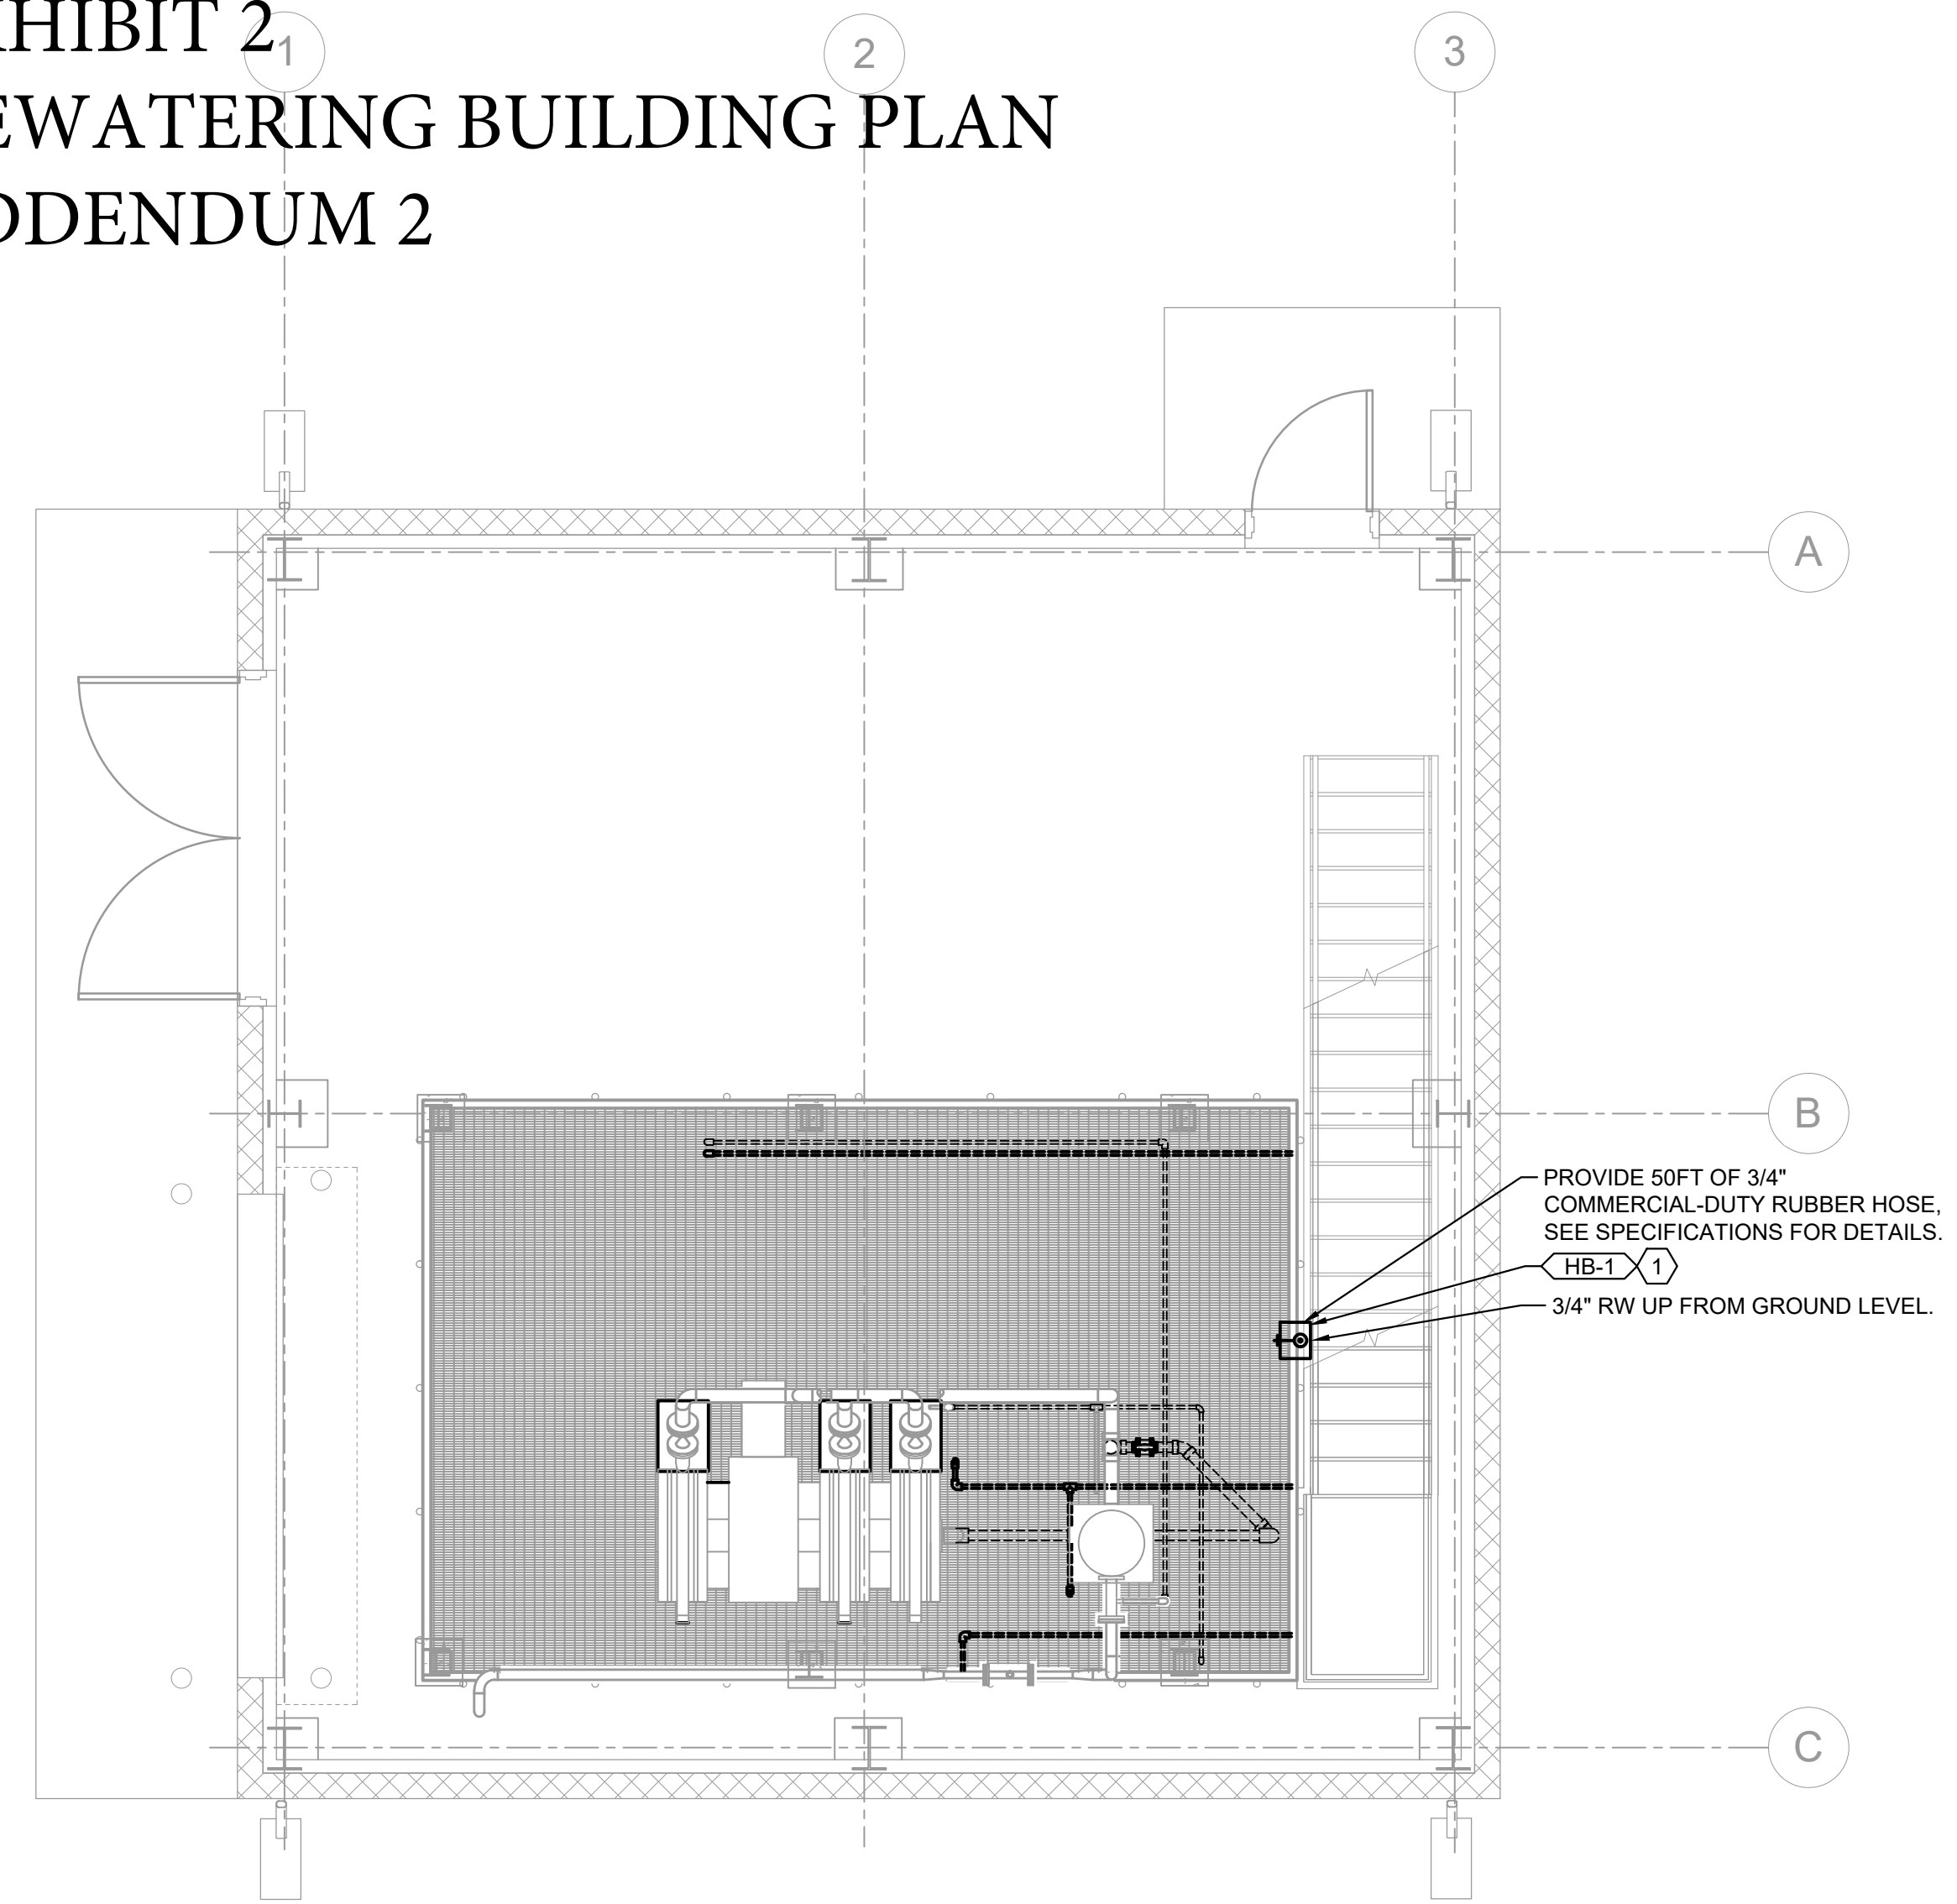 XHIBIT 2
EWATERING BUILDING PLAN
DDENDUM 2
1
2
3
A
B
PROVIDE 50FT OF 3/4"
COMMERCIAL-DUTY RUBBER HOSE,
SEE SPECIFICATIONS FOR DETAILS.
HB-1 1
3/4" RW UP FROM GROUND LEVEL.
C